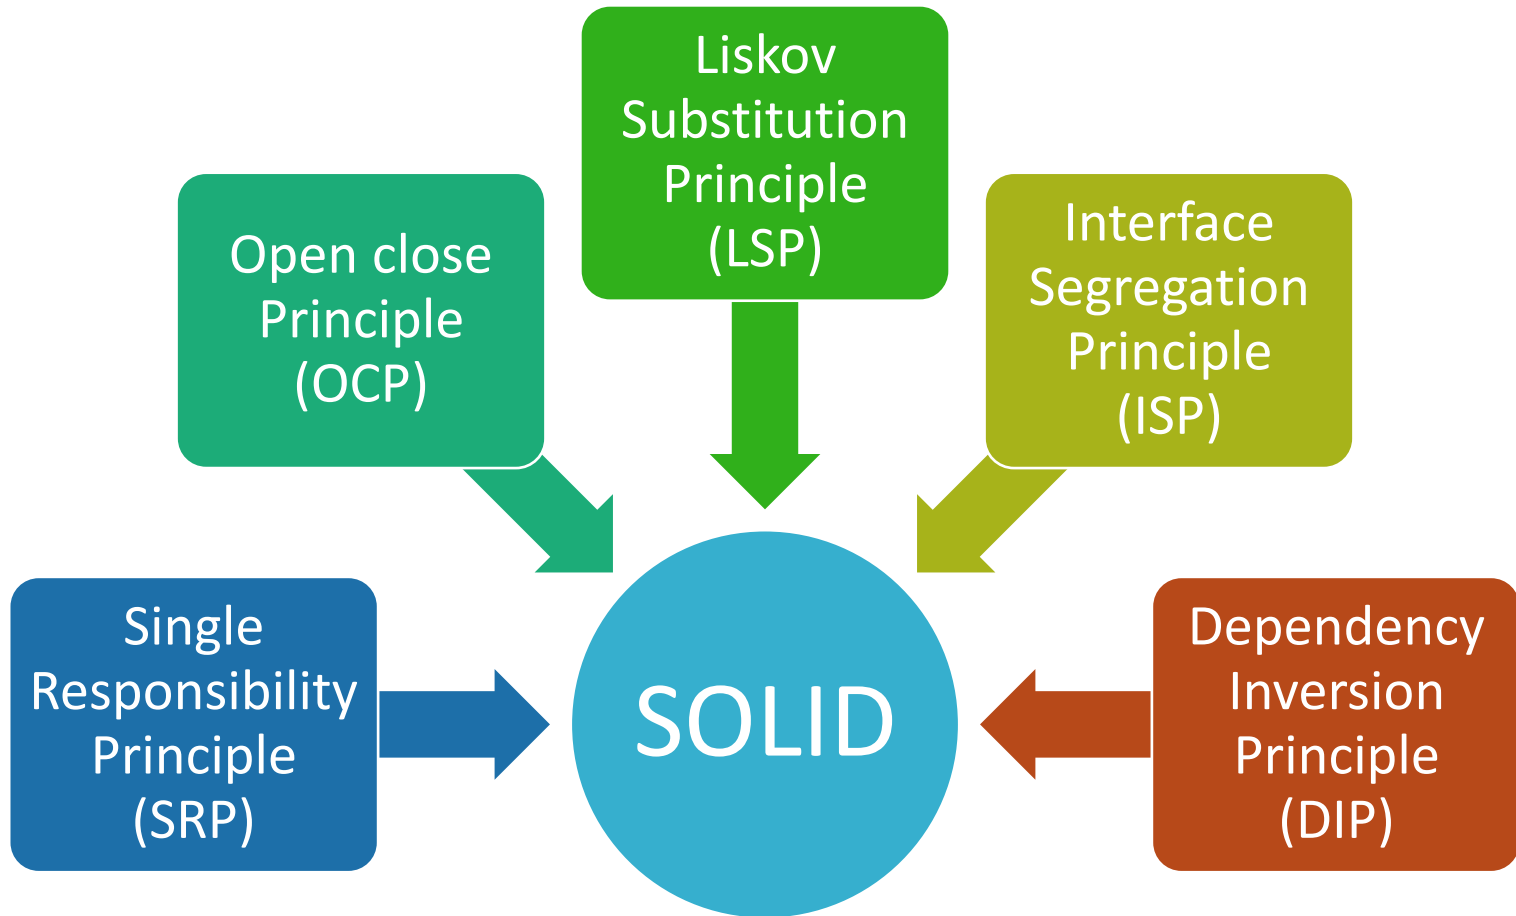 Single
Responsibility
Principle
(SRP)
Open close
Principle
(OCP)
Liskov
Substitution
Principle
(LSP)
Interface
Segregation
Principle
(ISP)
Dependency
Inversion
Principle
(DIP)
SOLID